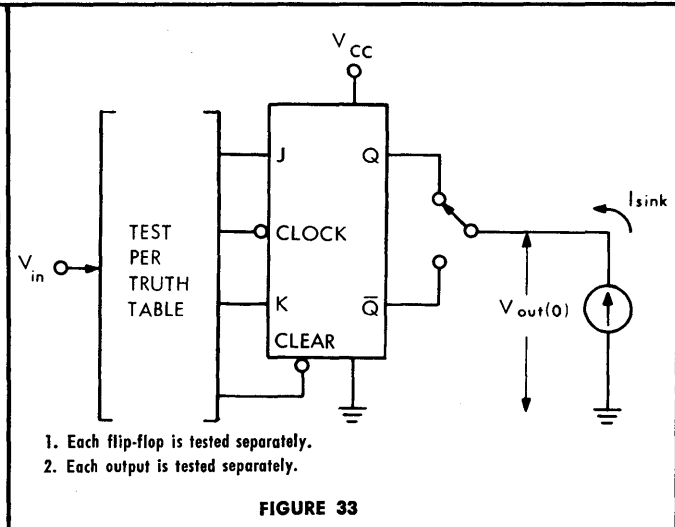 V CC
J Q
I sink
TEST
PER
TRUTH
TABLE
CLOCK
V in
K Q̅
V out(0)
CLEAR
1. Each flip-flop is tested separately.
2. Each output is tested separately.
FIGURE 33